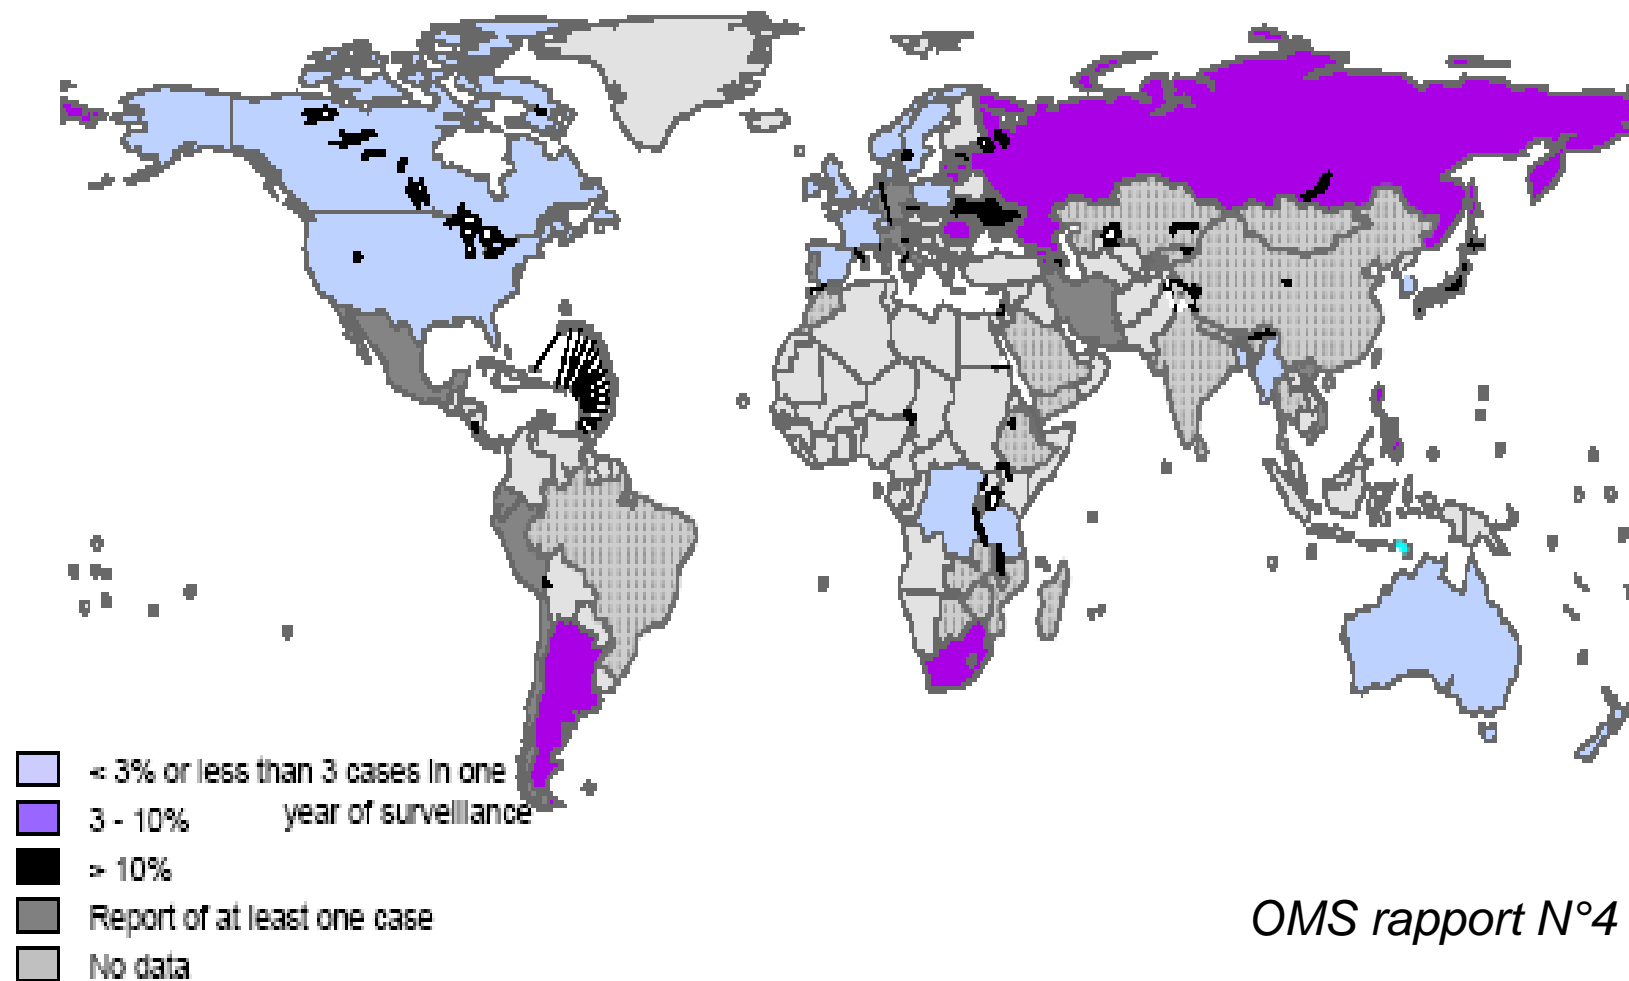 < 3% or less than 3 cases in one
year of surveillance
3 - 10%
> 10%
Report of at least one case
No data
OMS rapport N°4